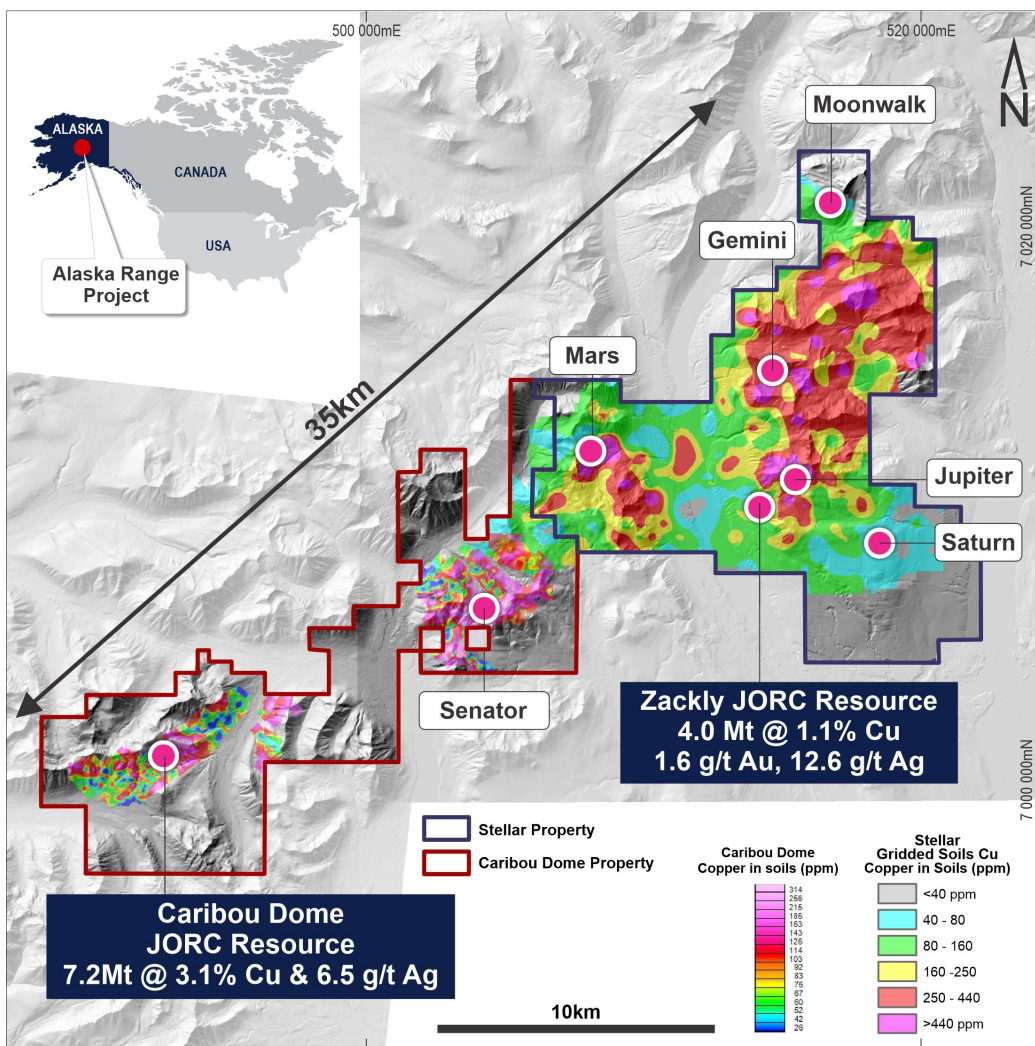 500 000mE
520 000mE
N
ALASKA
CANADA
USA
Alaska Range
Project
Moonwalk
7 020 000mN
Gemini
Mars
35km
Jupiter
Saturn
Senator
Zackly JORC Resource
4.0 Mt @ 1.1% Cu
1.6 g/t Au, 12.6 g/t Ag
7 000 000mN
Stellar Property
Caribou Dome Property
Caribou Dome
JORC Resource
7.2Mt @ 3.1% Cu & 6.5 g/t Ag
10km
Caribou Dome
Copper in soils (ppm)
314
256
215
185
163
143
126
114
103
92
83
75
67
60
52
42
26
Stellar
Gridded Soils Cu
Copper in Soils (ppm)
<40 ppm
40 - 80
80 - 160
160 -250
250 - 440
>440 ppm